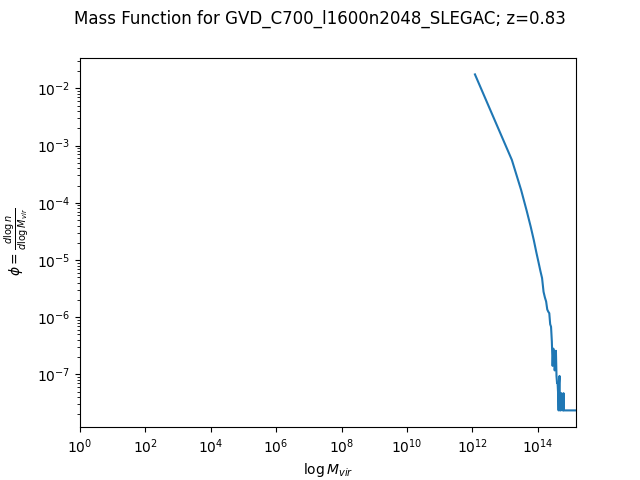 Mass Function for GVD_C700_l1600n2048_SLEGAC; z=0.83
ϕ = d log n / d log M_vir
10⁻²
10⁻³
10⁻⁴
10⁻⁵
10⁻⁶
10⁻⁷
10⁰ 10² 10⁴ 10⁶ 10⁸ 10¹⁰ 10¹² 10¹⁴
log M_vir